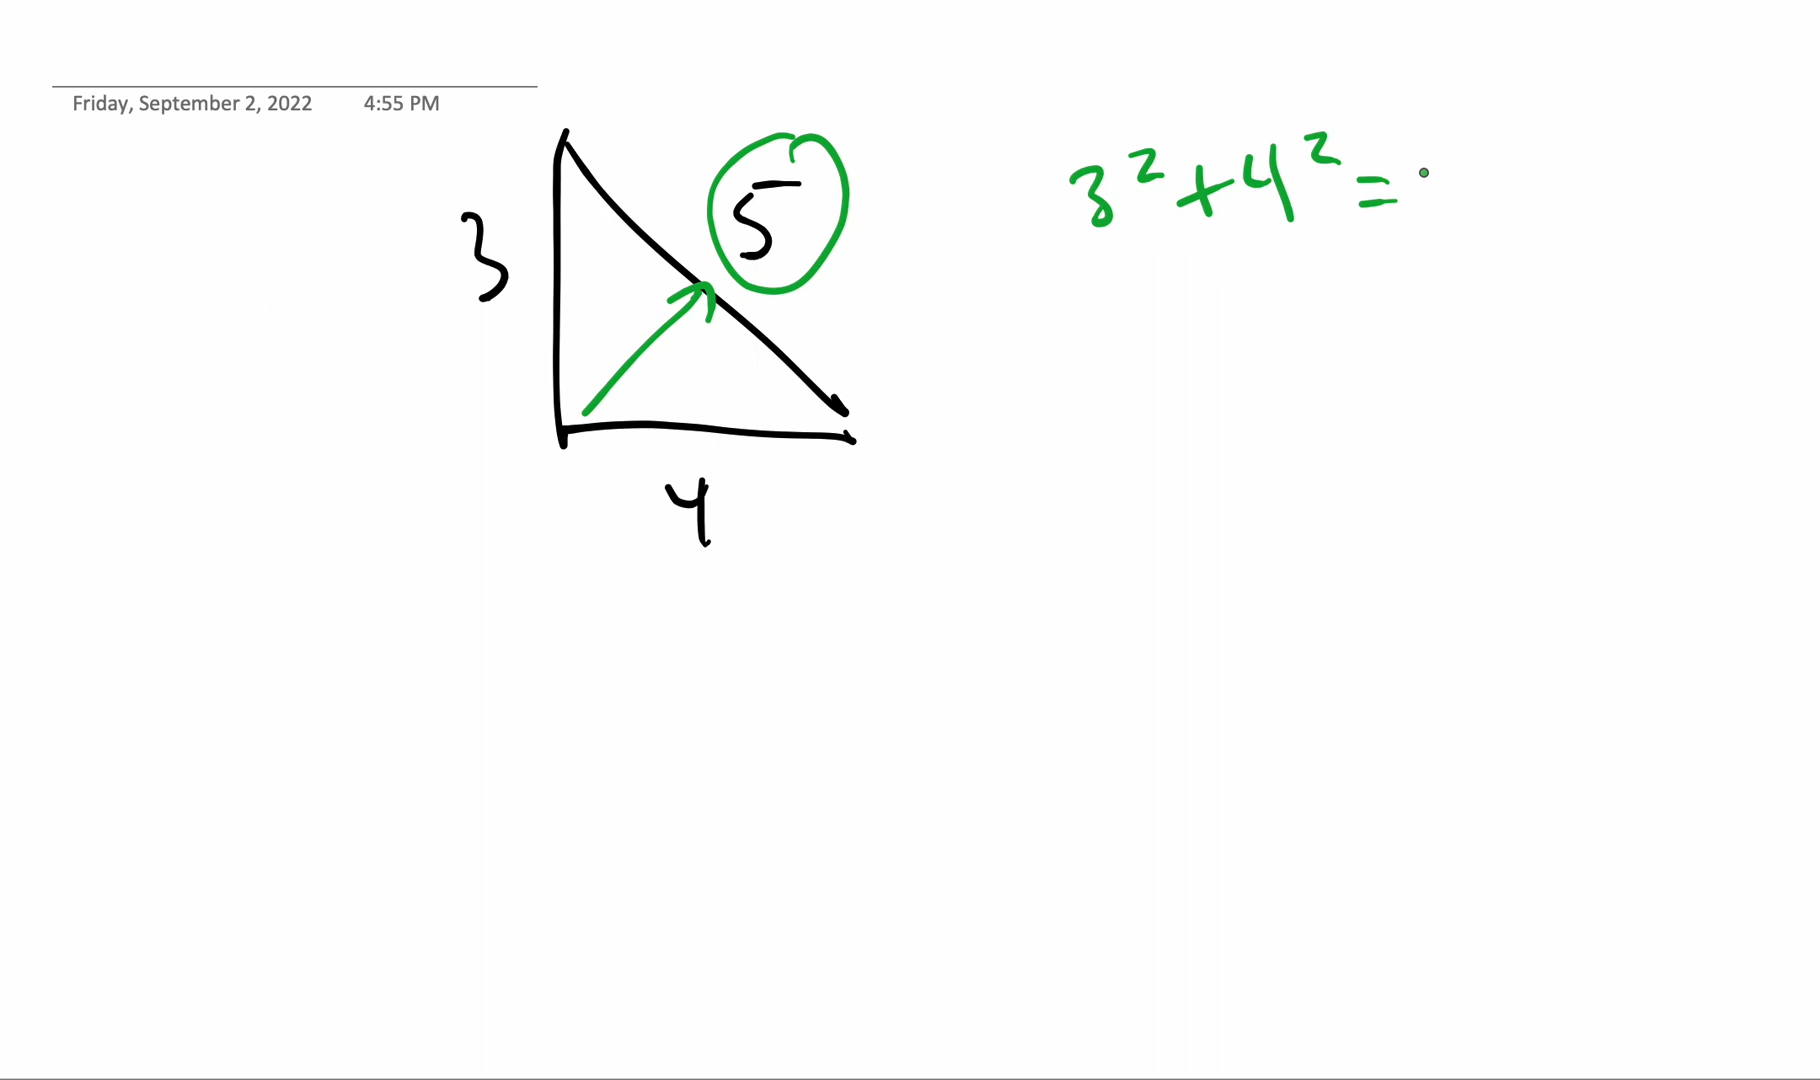 Friday, September 2, 2022 4:55 PM
3² + 4² =
5
3
4